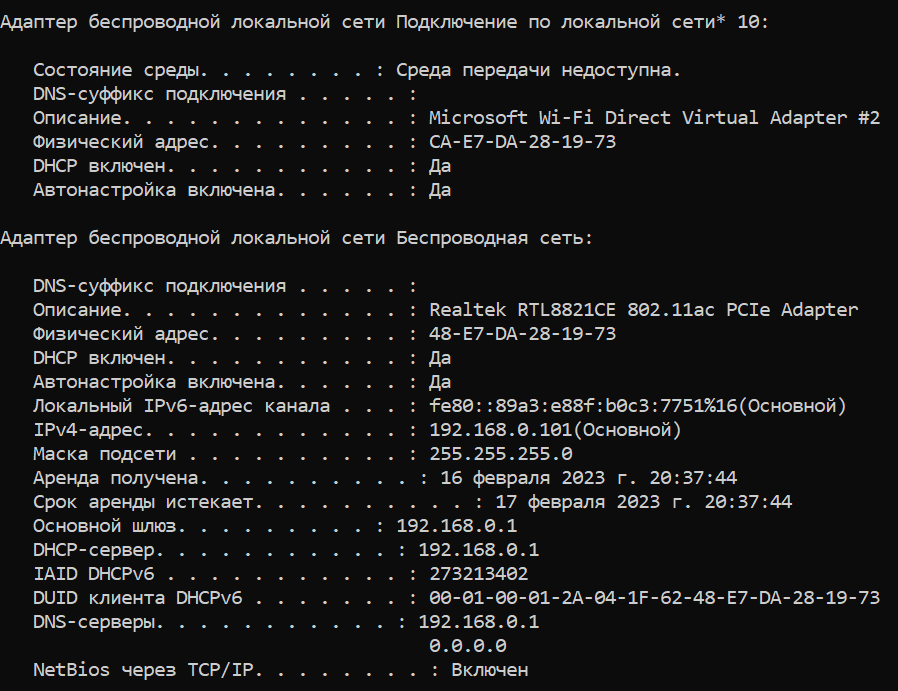 Адаптер беспроводной локальной сети Подключение по локальной сети* 10:
Состояние среды. . . . . . . . : Среда передачи недоступна.
DNS-суффикс подключения . . . . . :
Описание. . . . . . . . . . . . . : Microsoft Wi-Fi Direct Virtual Adapter #2
Физический адрес. . . . . . . . . : CA-E7-DA-28-19-73
DHCP включен. . . . . . . . . . . : Да
Автонастройка включена. . . . . . : Да
Адаптер беспроводной локальной сети Беспроводная сеть:
DNS-суффикс подключения . . . . . :
Описание. . . . . . . . . . . . . : Realtek RTL8821CE 802.11ac PCIe Adapter
Физический адрес. . . . . . . . . : 48-E7-DA-28-19-73
DHCP включен. . . . . . . . . . . : Да
Автонастройка включена. . . . . . : Да
Локальный IPv6-адрес канала . . . : fe80::89a3:e88f:b0c3:7751%16(Основной)
IPv4-адрес. . . . . . . . . . . . : 192.168.0.101(Основной)
Маска подсети . . . . . . . . . . : 255.255.255.0
Аренда получена. . . . . . . . . . : 16 февраля 2023 г. 20:37:44
Срок аренды истекает. . . . . . . . . . : 17 февраля 2023 г. 20:37:44
Основной шлюз. . . . . . . . . : 192.168.0.1
DHCP-сервер. . . . . . . . . . . : 192.168.0.1
IAID DHCPv6 . . . . . . . . . . . : 273213402
DUID клиента DHCPv6 . . . . . . . : 00-01-00-01-2A-04-1F-62-48-E7-DA-28-19-73
DNS-серверы. . . . . . . . . . . : 192.168.0.1
0.0.0.0
NetBios через TCP/IP. . . . . . . . : Включен